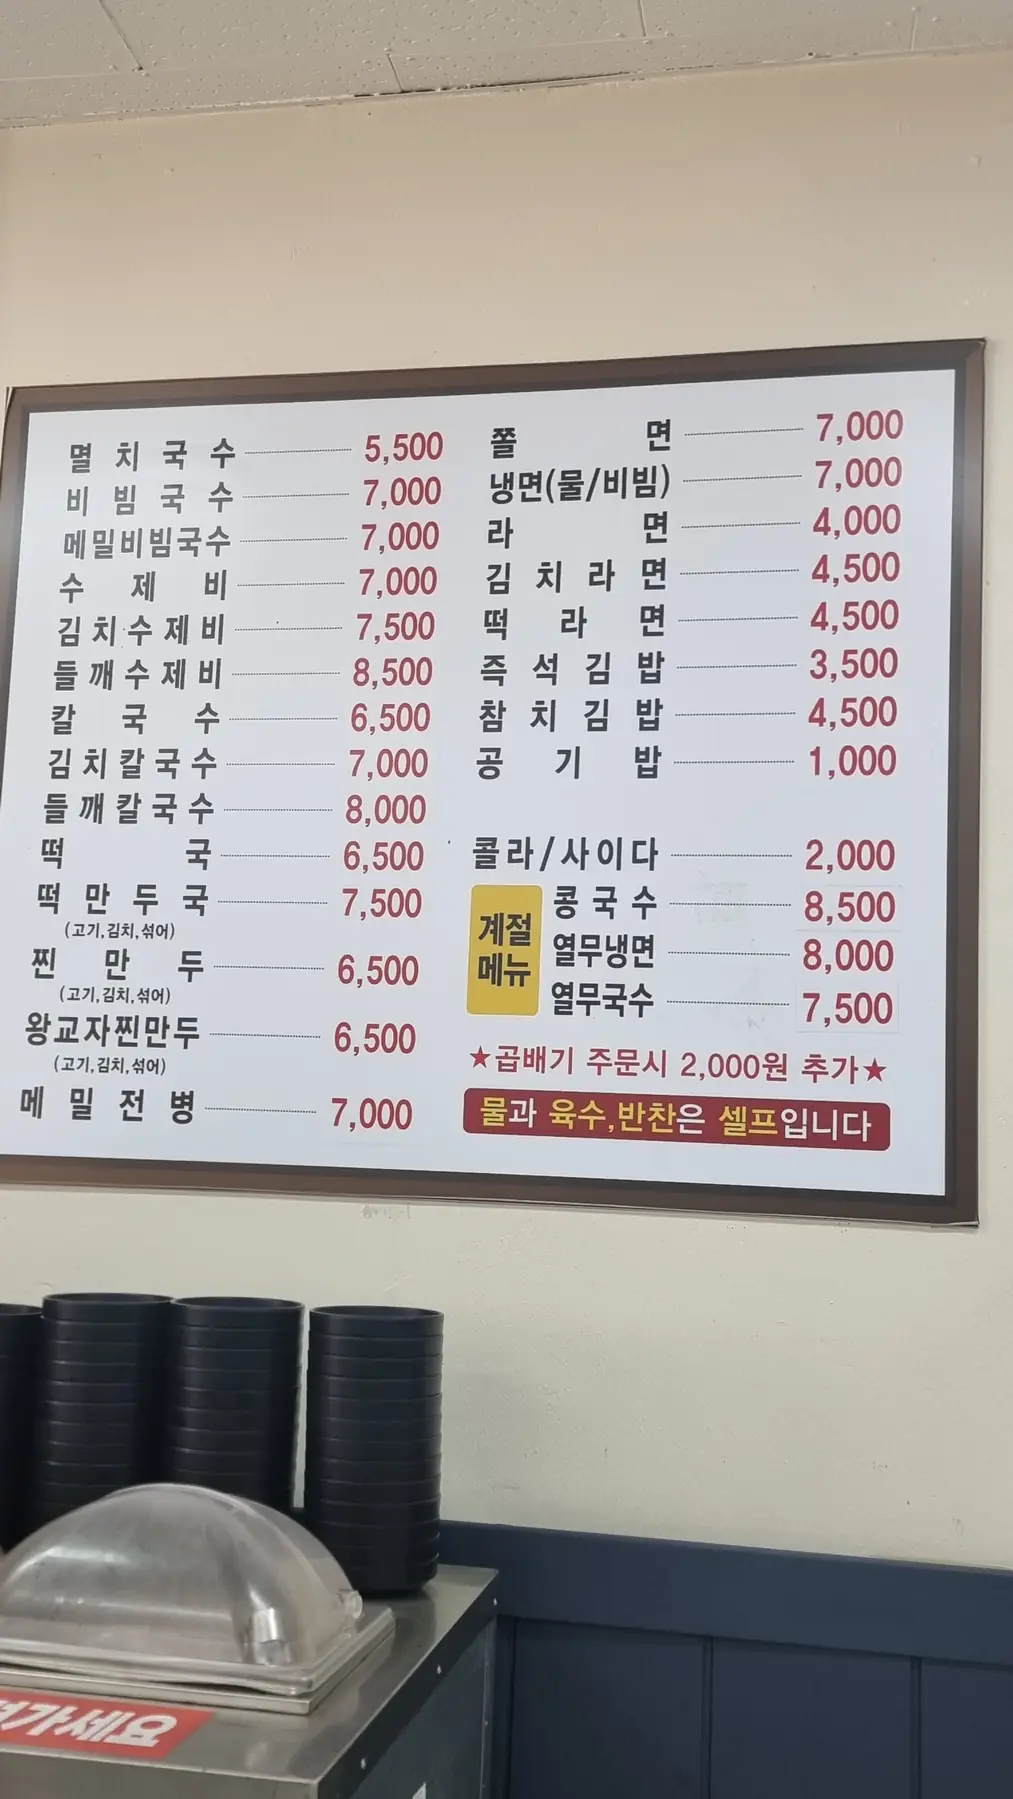 멸치국수 5,500
비빔국수 7,000
메밀비빔국수 7,000
수제비 7,000
김치수제비 7,500
들깨수제비 8,500
칼국수 6,500
김치칼국수 7,000
들깨칼국수 8,000
떡국 6,500
떡만두국 7,500
(고기,김치,섞어)
찐만두 6,500
(고기,김치,섞어)
왕교자찐만두 6,500
(고기,김치,섞어)
메밀전병 7,000
쫄면 7,000
냉면(물/비빔) 7,000
라면 4,000
김치라면 4,500
떡라면 4,500
즉석김밥 3,500
참치김밥 4,500
공기밥 1,000
콜라/사이다 2,000
계절
메뉴
콩국수 8,500
열무냉면 8,000
열무국수 7,500
★곱배기 주문시 2,000원 추가★
물과 육수,반찬은 셀프입니다
가세요